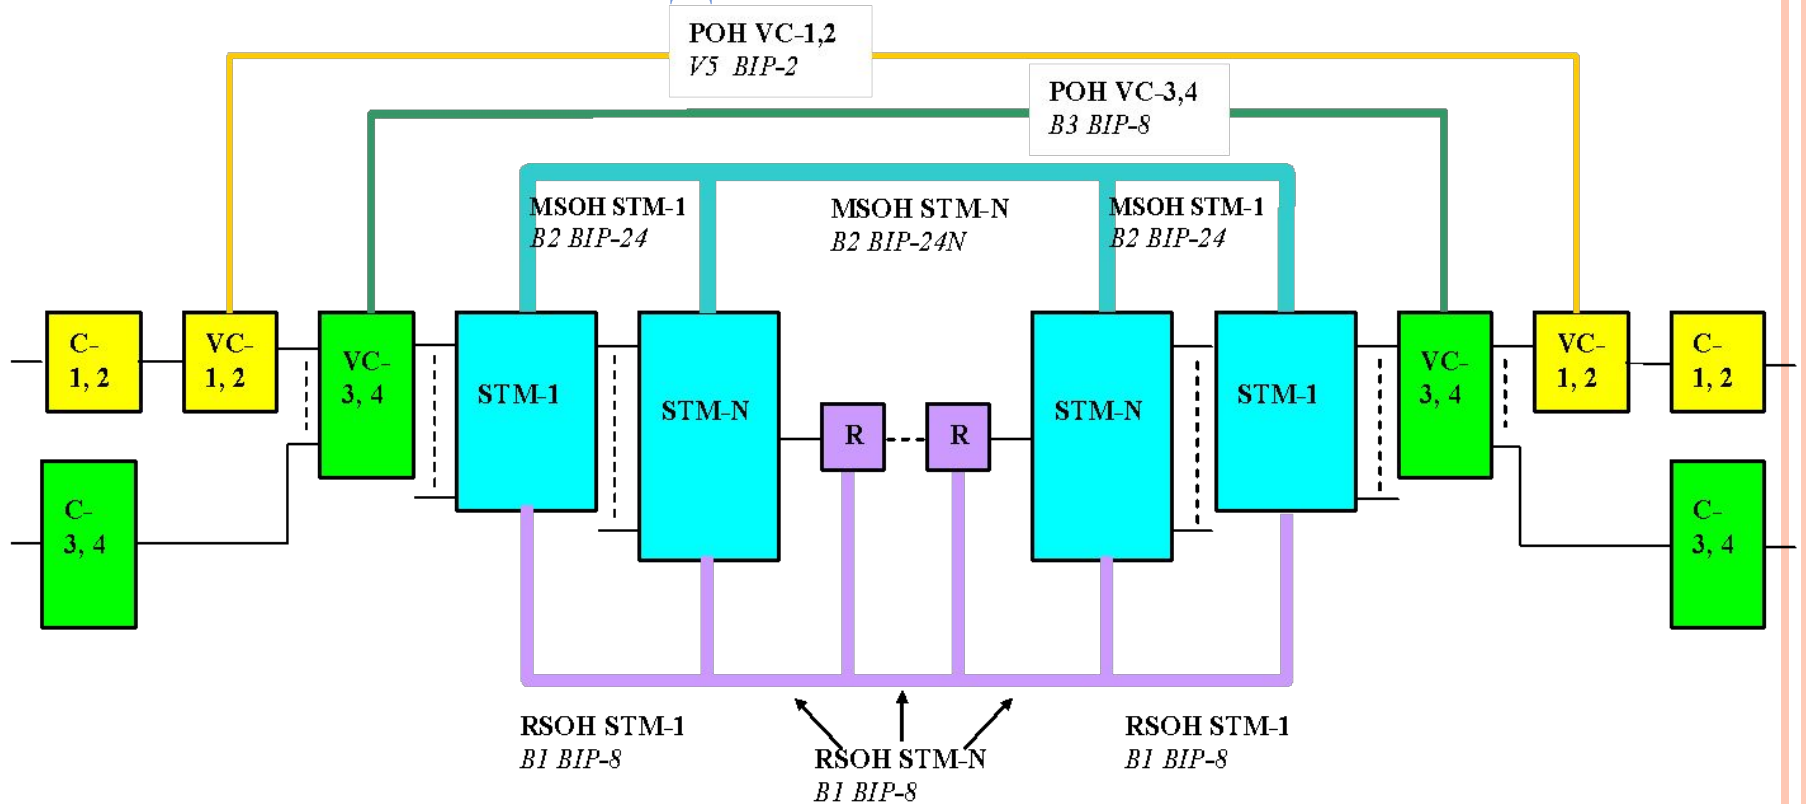 POH VC-1,2
V5 BIP-2
POH VC-3,4
B3 BIP-8
MSOH STM-1
B2 BIP-24
MSOH STM-N
B2 BIP-24N
MSOH STM-1
B2 BIP-24
C-
1, 2
VC-
1, 2
VC-
3, 4
STM-1
STM-N
R
R
STM-N
STM-1
VC-
3, 4
VC-
1, 2
C-
1, 2
C-
3, 4
C-
3, 4
RSOH STM-1
B1 BIP-8
RSOH STM-N
B1 BIP-8
RSOH STM-1
B1 BIP-8